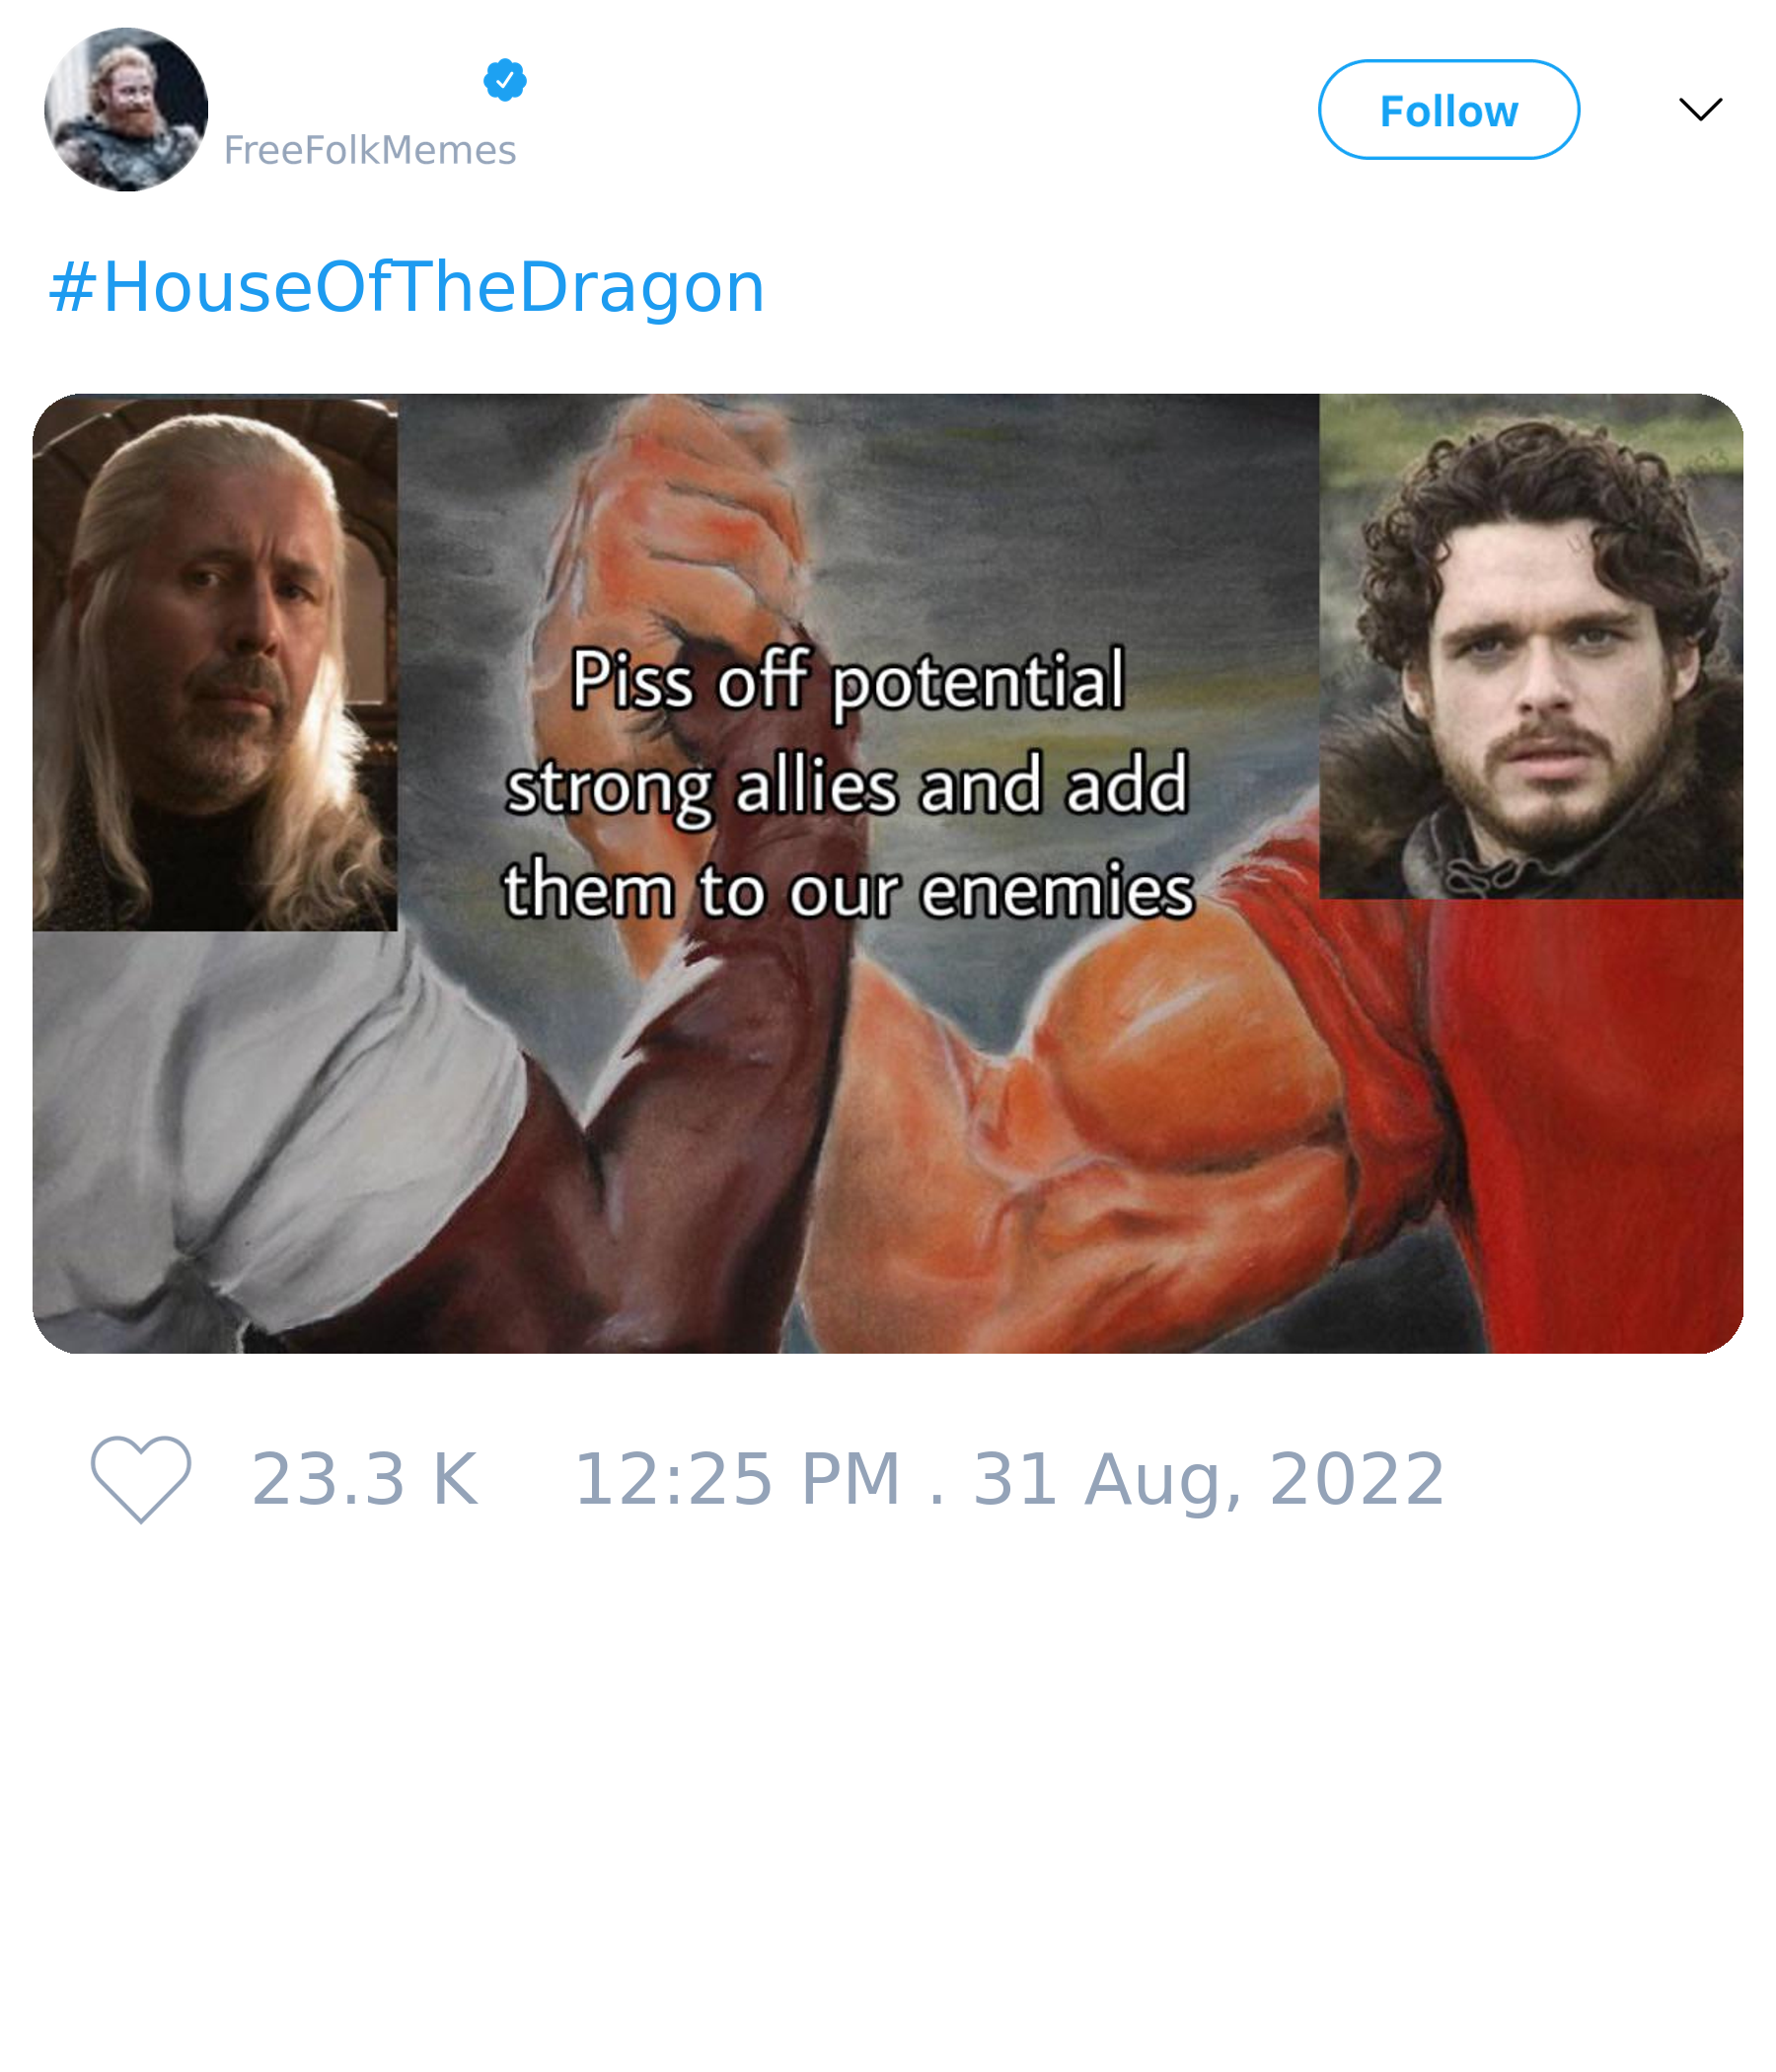 FreeFolkMemes
Follow
#HouseOfTheDragon
Piss off potential
strong allies and add
them to our enemies
23.3 K 12:25 PM . 31 Aug, 2022